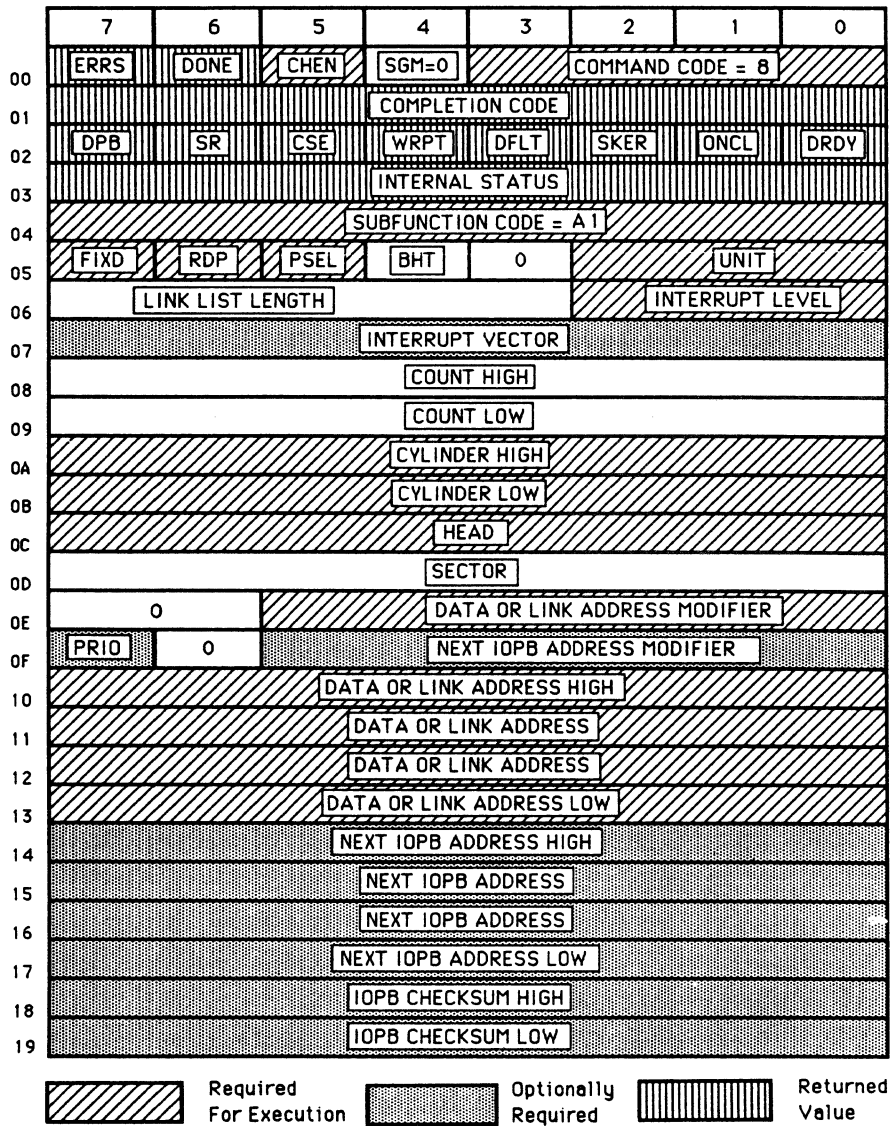 7 6 5 4 3 2 1 0
00 ERRS DONE CHEN SGM=0 COMMAND CODE = 8
01 COMPLETION CODE
02 DPB SR CSE WRPT DFLT SKER ONCL DRDY
03 INTERNAL STATUS
04 SUBFUNCTION CODE = A1
05 FIXD RDP PSEL BHT 0 UNIT
06 LINK LIST LENGTH INTERRUPT LEVEL
07 INTERRUPT VECTOR
08 COUNT HIGH
09 COUNT LOW
0A CYLINDER HIGH
0B CYLINDER LOW
0C HEAD
0D SECTOR
0E 0 DATA OR LINK ADDRESS MODIFIER
0F PRIO 0 NEXT IOPB ADDRESS MODIFIER
10 DATA OR LINK ADDRESS HIGH
11 DATA OR LINK ADDRESS
12 DATA OR LINK ADDRESS
13 DATA OR LINK ADDRESS LOW
14 NEXT IOPB ADDRESS HIGH
15 NEXT IOPB ADDRESS
16 NEXT IOPB ADDRESS
17 NEXT IOPB ADDRESS LOW
18 IOPB CHECKSUM HIGH
19 IOPB CHECKSUM LOW
Required For Execution
Optionally Required
Returned Value